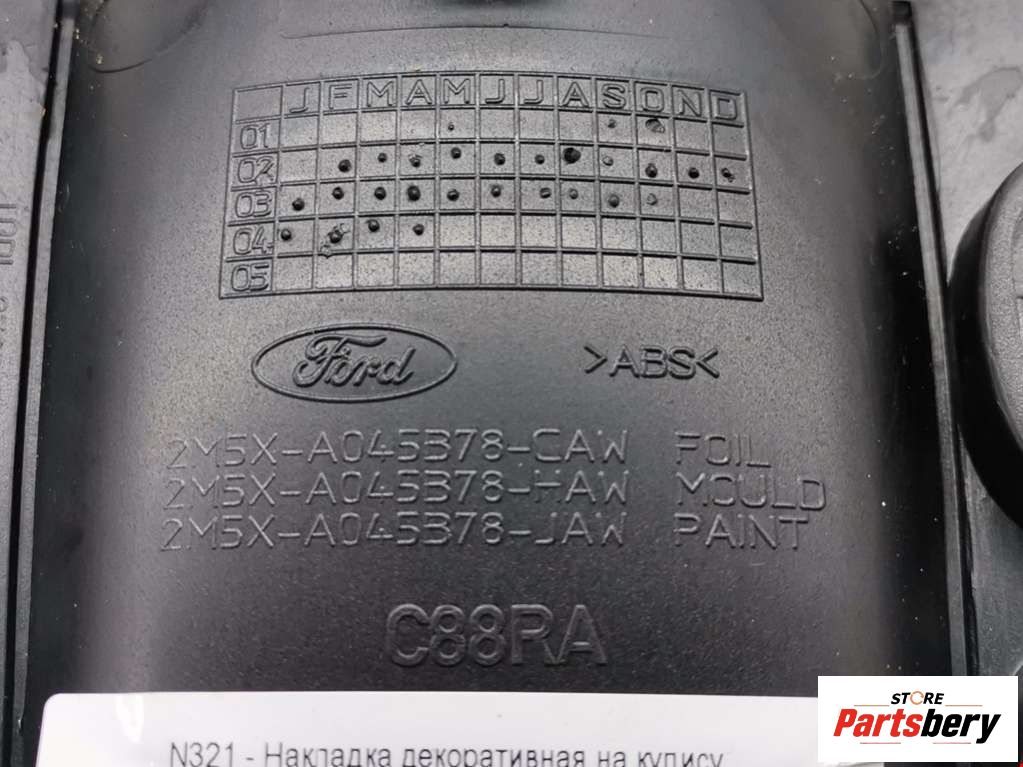 J F M A M J J A S O N D
01
02
03
04
05
Ford >ABS<
2M5X-A045B78-CAW FOIL
2M5X-A045B78-HAW MOULD
2M5X-A045B78-JAW PAINT
C88RA
N321 - Накладка декоративная на кулису
STORE
Partsbery